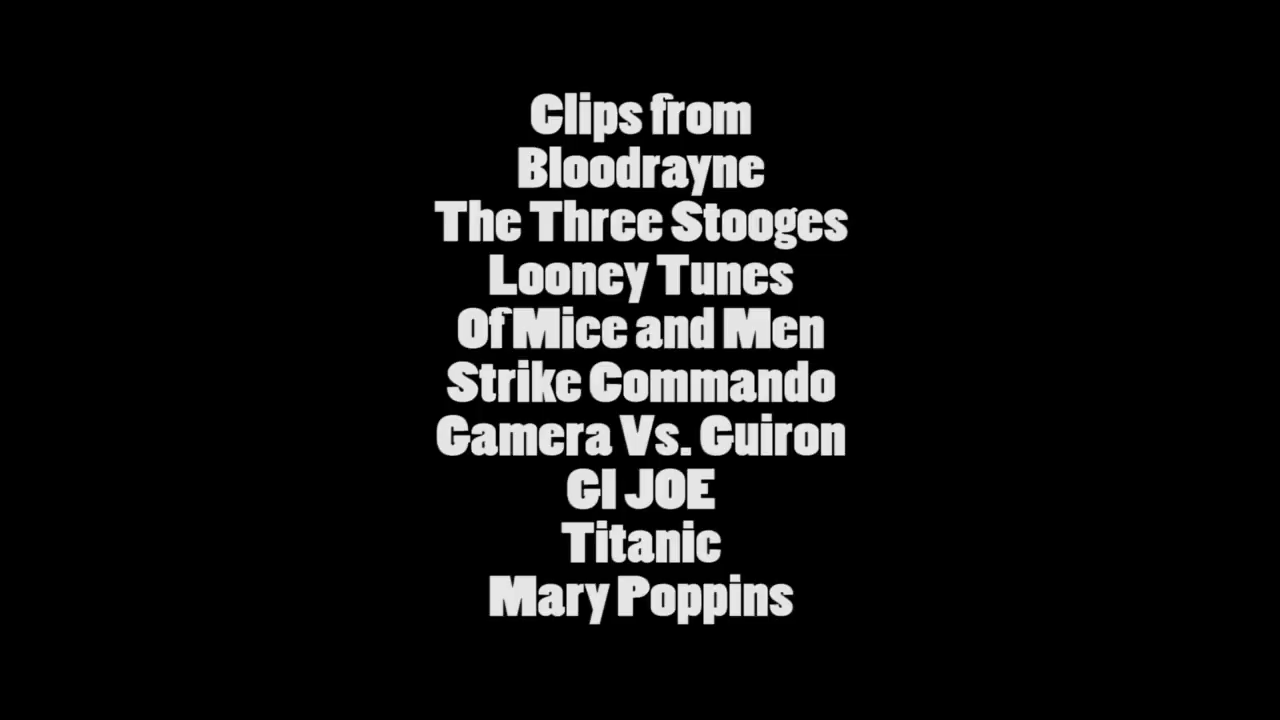 Clips from
Bloodrayne
The Three Stooges
Looney Tunes
Of Mice and Men
Strike Commando
Gamera Vs. Guiron
GI JOE
Titanic
Mary Poppins